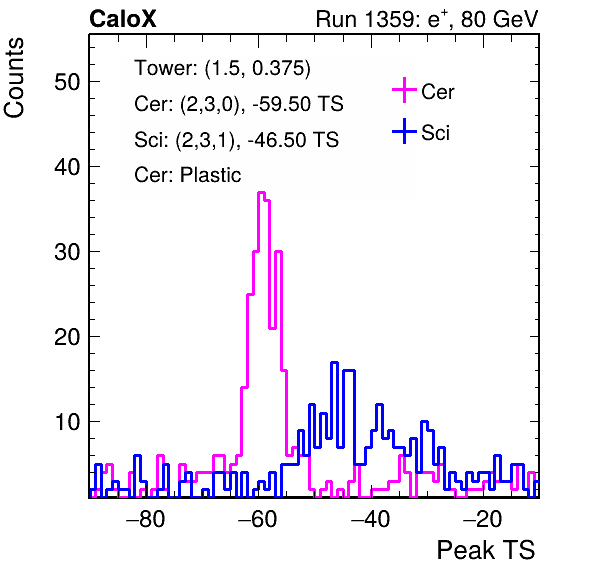 CaloX Run 1359: e+, 80 GeV
Counts
Tower: (1.5, 0.375)
Cer: (2,3,0), -59.50 TS
Sci: (2,3,1), -46.50 TS
Cer: Plastic
Cer
Sci
50
40
30
20
10
−80 −60 −40 −20
Peak TS